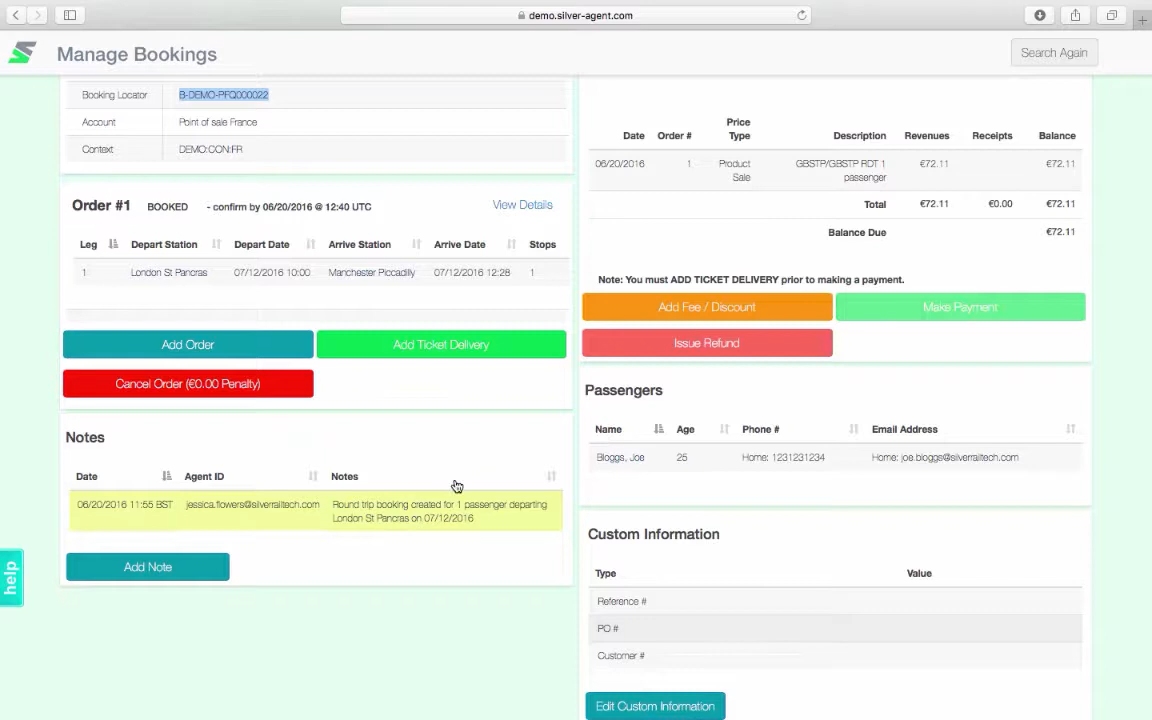 demo.silver-agent.com
Manage Bookings
Search Again
Booking Locator B-DEMO-PFQ000022
Account Point of sale France
Context DEMO:CON:FR
Order #1 BOOKED - confirm by 06/20/2016 @ 12:40 UTC View Details
Leg Depart Station Depart Date Arrive Station Arrive Date Stops
1 London St Pancras 07/12/2016 10:00 Manchester Piccadilly 07/12/2016 12:28 1
Add Order Add Ticket Delivery
Cancel Order (€0.00 Penalty)
Notes
Date Agent ID Notes
06/20/2016 11:55 BST jessica.flowers@silverrailtech.com Round trip booking created for 1 passenger departing
London St Pancras on 07/12/2016
Add Note
help
Price
Date Order # Type Description Revenues Receipts Balance
06/20/2016 1 Product GBSTP/GBSTP RDT 1 €72.11 €72.11
Sale passenger
Total €72.11 €0.00 €72.11
Balance Due €72.11
Note: You must ADD TICKET DELIVERY prior to making a payment.
Add Fee / Discount Make Payment
Issue Refund
Passengers
Name Age Phone # Email Address
Bloggs, Joe 25 Home: 1231231234 Home: joe.bloggs@silverrailtech.com
Custom Information
Type Value
Reference #
PO #
Customer #
Edit Custom Information